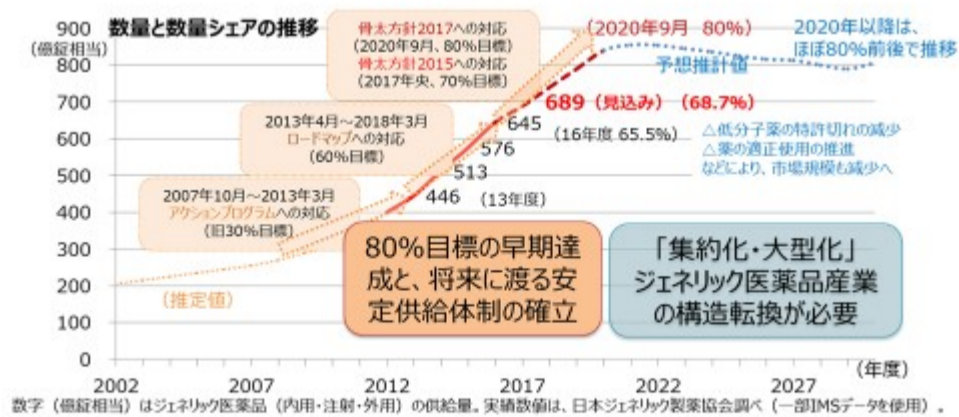 数量と数量シェアの推移
900
(億錠相当)
800
700
600
500
400
300
200
100
0
骨太方針2017への対応
(2020年9月、80%目標)
骨太方針2015への対応
(2017年央、70%目標)
2013年4月~2018年3月
ロードマップへの対応
(60%目標)
2007年10月~2013年3月
アクションプログラムへの対応
(旧30%目標)
(推定値)
(2020年9月 80%)
2020年以降は、
ほぼ80%前後で推移
予想推計値
689(見込み)(68.7%)
645
(16年度 65.5%)
576
513
446
(13年度)
△低分子薬の特許切れの減少
△薬の適正使用の推進
などにより、市場規模も減少へ
80%目標の早期達
成と、将来に渡る安
定供給体制の確立
「集約化・大型化」
ジェネリック医薬品産業
の構造転換が必要
2002
2007
2012
2017
2022
2027
(年度)
数字(億錠相当)はジェネリック医薬品(内用・注射・外用)の供給量。実績数値は、日本ジェネリック製薬協会調べ(一部IMSデータを使用)。